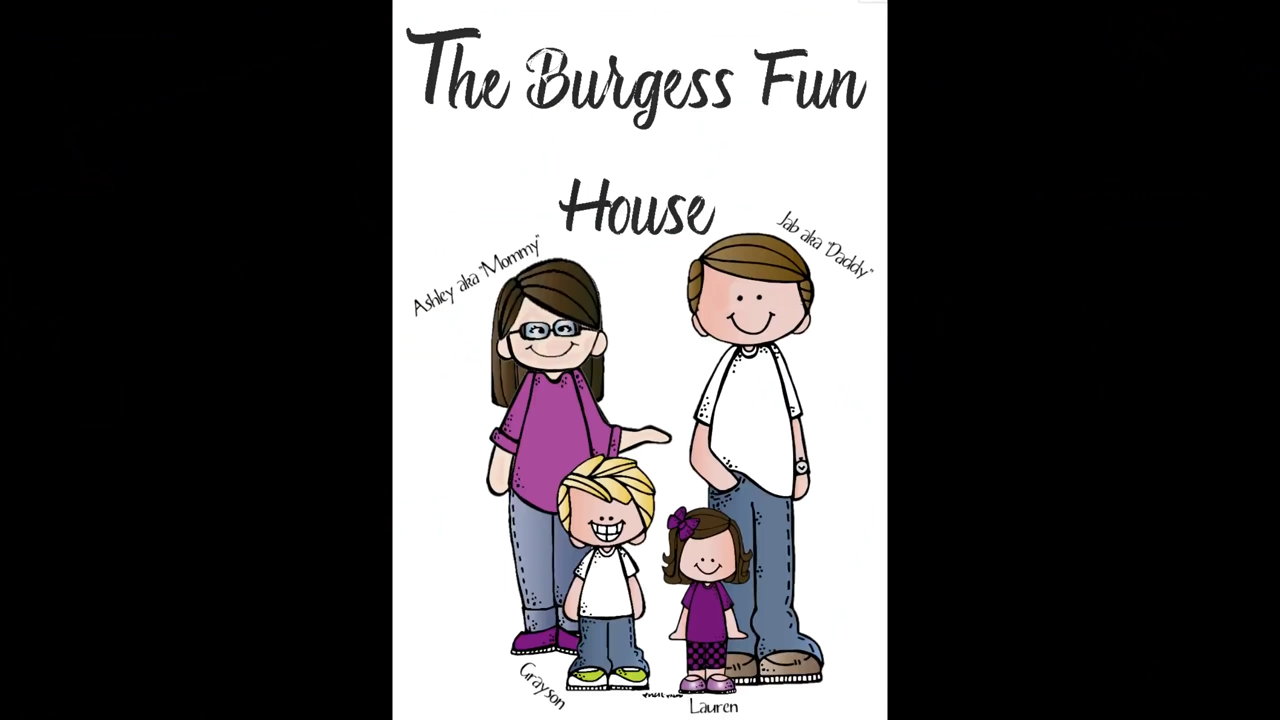 The Burgess Fun
House
Ashley aka "Mommy"
Jab aka "Daddy"
Grayson
Lauren